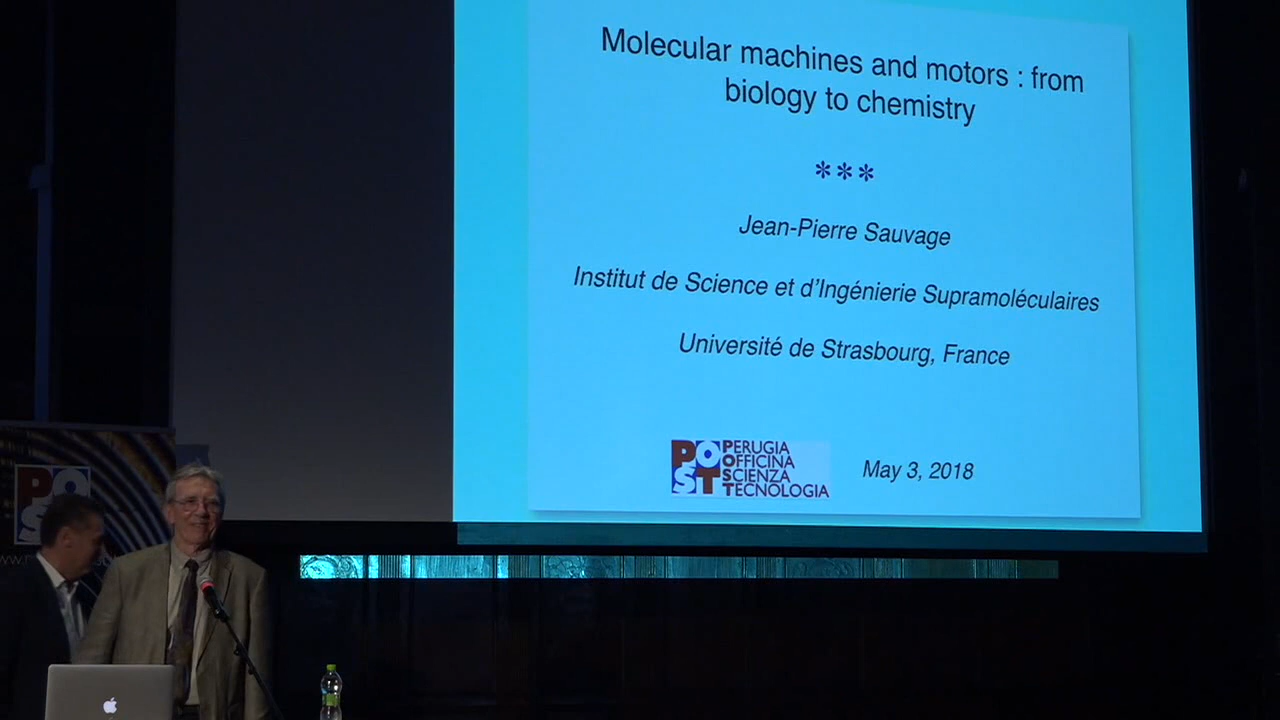 Molecular machines and motors : from
biology to chemistry
***
Jean-Pierre Sauvage
Institut de Science et d'Ingénierie Supramoléculaires
Université de Strasbourg, France
POST
PERUGIA
OFFICINA
SCIENZA
TECNOLOGIA
May 3, 2018